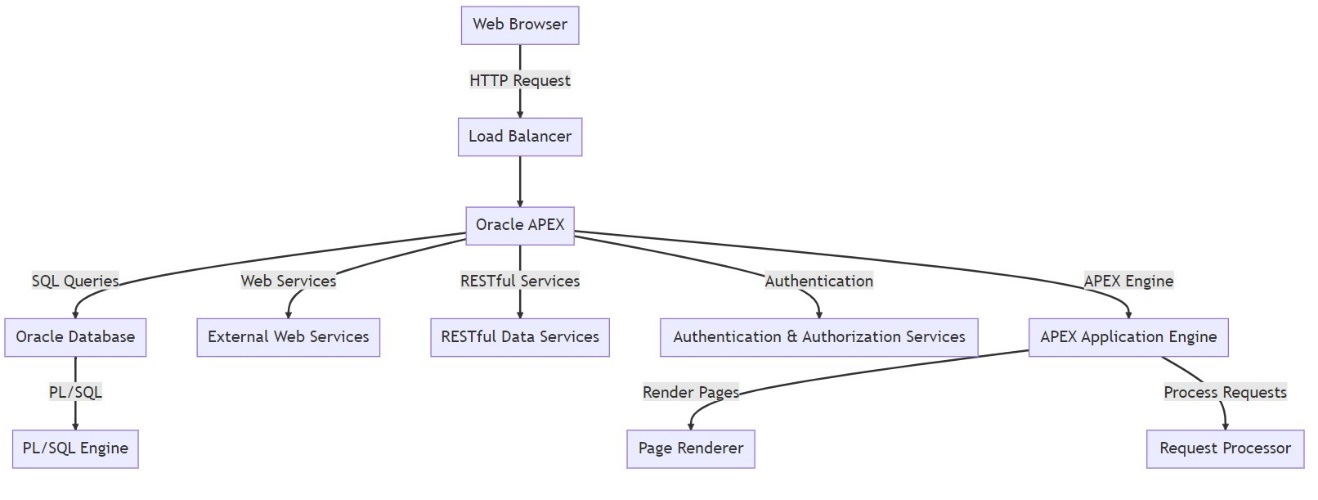 Web Browser
HTTP Request
Load Balancer
Oracle APEX
SQL Queries
Web Services
RESTful Services
Authentication
APEX Engine
Oracle Database
External Web Services
RESTful Data Services
Authentication & Authorization Services
APEX Application Engine
PL/SQL
Render Pages
Process Requests
PL/SQL Engine
Page Renderer
Request Processor